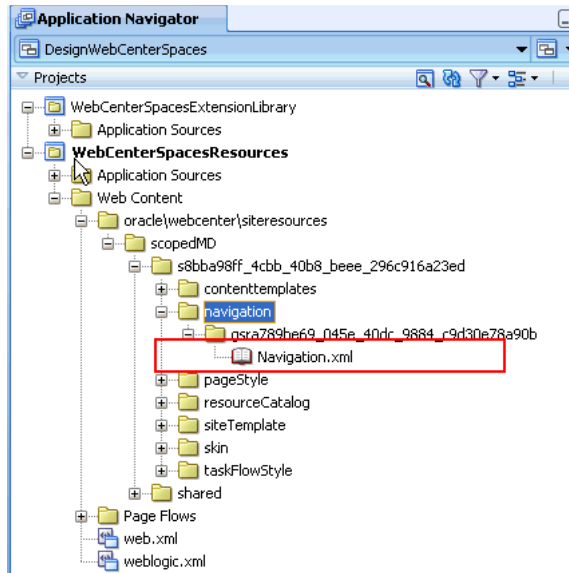 Application Navigator
DesignWebCenterSpaces
Projects
WebCenterSpacesExtensionLibrary
Application Sources
WebCenterSpacesResources
Application Sources
Web Content
oracle\webcenter\siteresources
scopedMD
s8bba98ff_4cbb_40b8_beee_296c916a23ed
contenttemplates
navigation
gsra789be69_045e_40dc_9884_c9d30e78a90b
Navigation.xml
pageStyle
resourceCatalog
siteTemplate
skin
taskFlowStyle
shared
Page Flows
web.xml
weblogic.xml